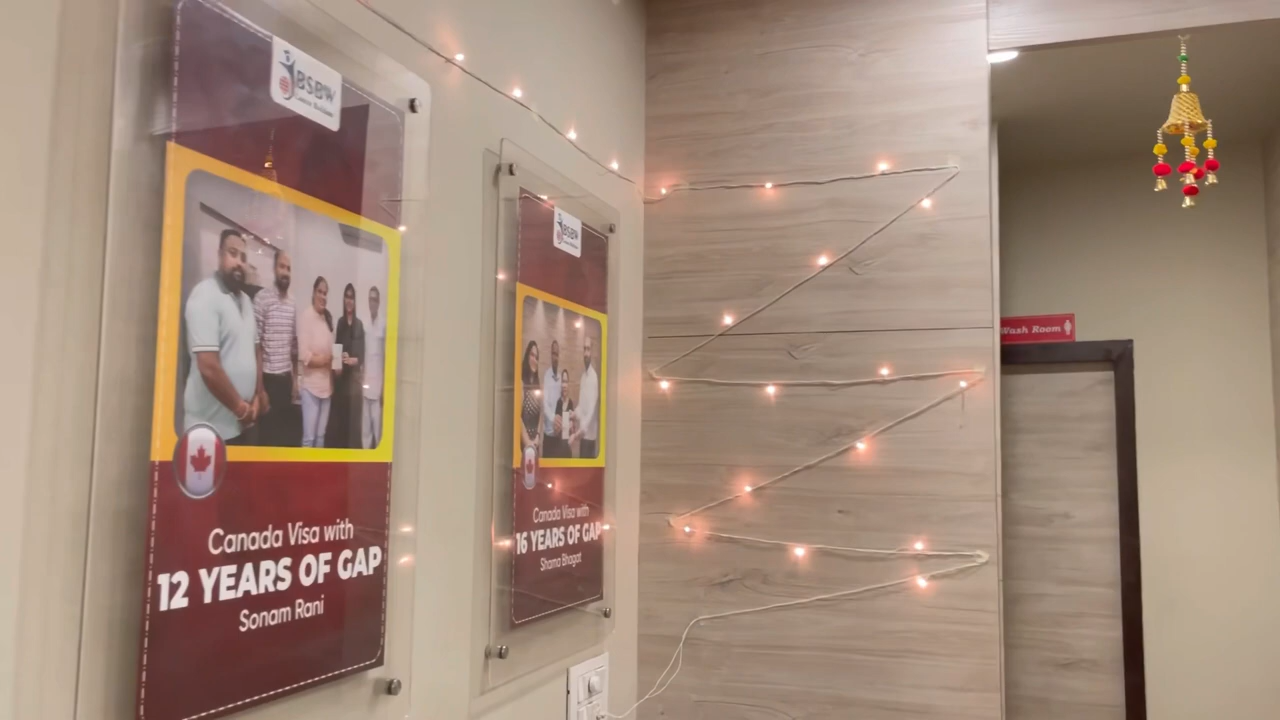 BSBW
Canada Visa with
12 YEARS OF GAP
Sonam Rani
BSBW
Canada Visa with
16 YEARS OF GAP
Shama Bhagat
Wash Room